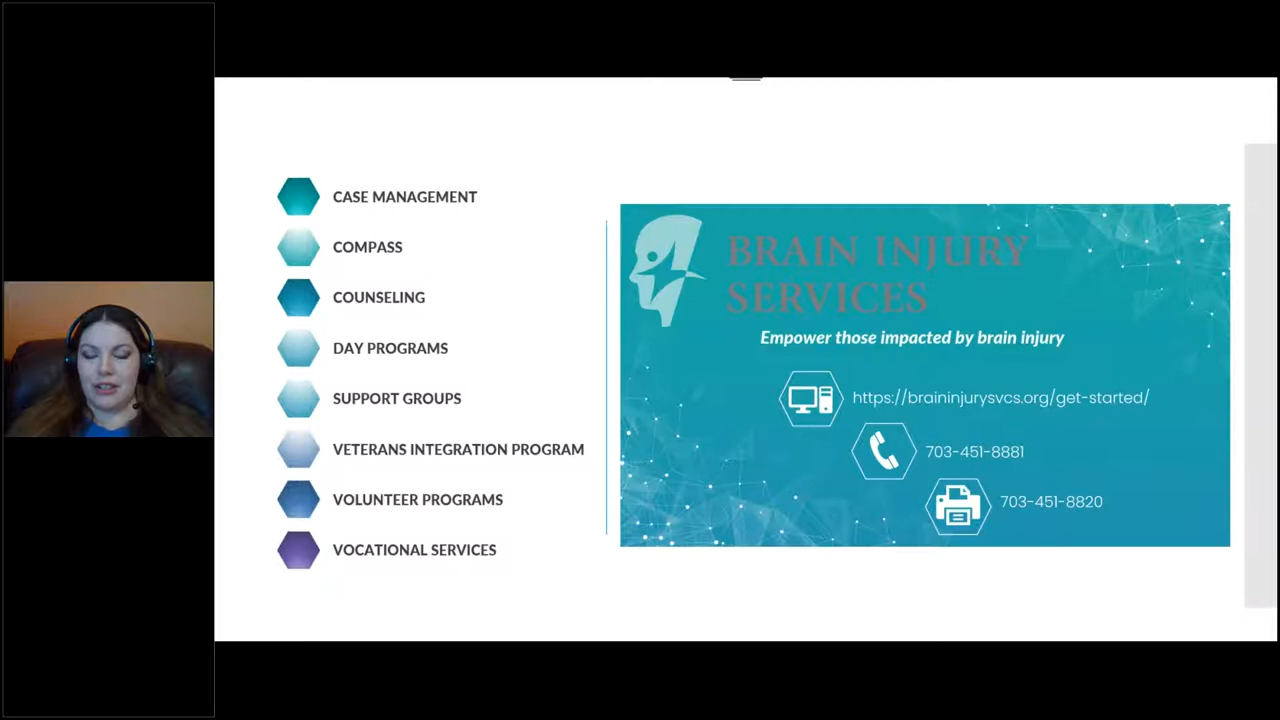 CASE MANAGEMENT
COMPASS
COUNSELING
DAY PROGRAMS
SUPPORT GROUPS
VETERANS INTEGRATION PROGRAM
VOLUNTEER PROGRAMS
VOCATIONAL SERVICES
BRAIN INJURY
SERVICES
Empower those impacted by brain injury
https://braininjurysvcs.org/get-started/
703-451-8881
703-451-8820